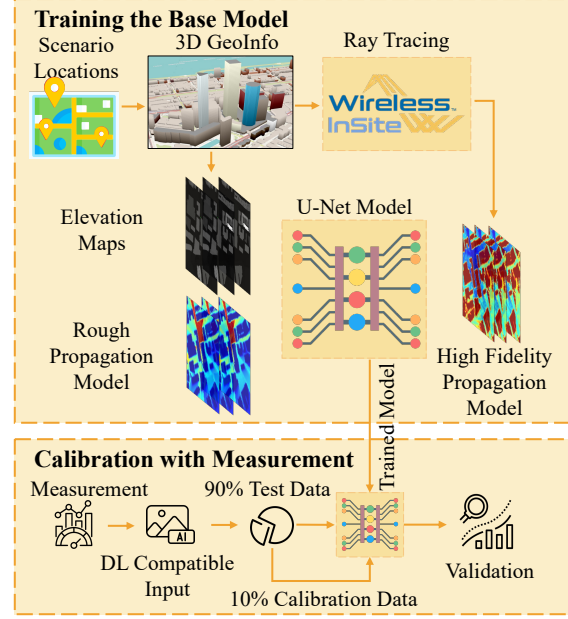 Training the Base Model
Scenario
Locations
3D GeoInfo
Ray Tracing
Wireless™
InSite
Elevation
Maps
U-Net Model
Rough
Propagation
Model
High Fidelity
Propagation
Model
Trained Model
Calibration with Measurement
Measurement
90% Test Data
AI
DL Compatible
Input
Validation
10% Calibration Data